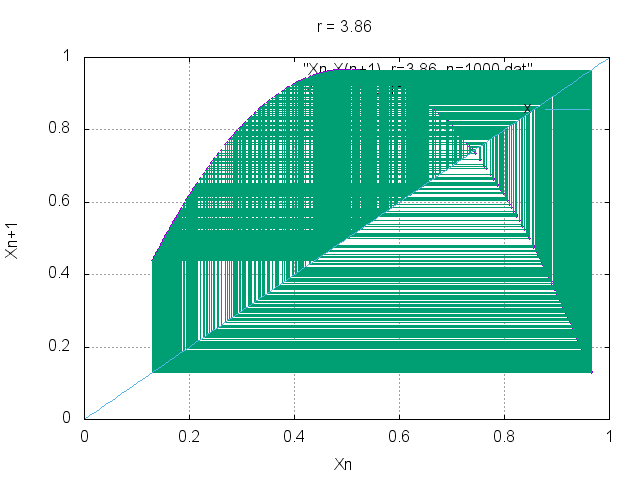 r = 3.86
"Xn-X(n+1)_r=3.86_n=1000.dat"
x
1
0.8
0.6
0.4
0.2
0
Xn+1
0
0.2
0.4
0.6
0.8
1
Xn